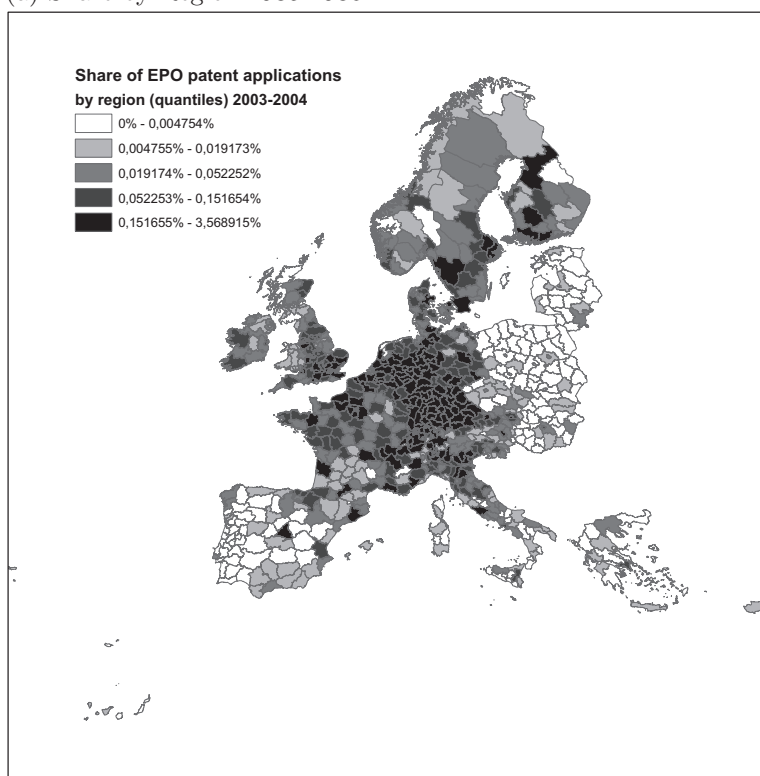 Share of EPO patent applications
by region (quantiles) 2003-2004
0% - 0,004754%
0,004755% - 0,019173%
0,019174% - 0,052252%
0,052253% - 0,151654%
0,151655% - 3,568915%